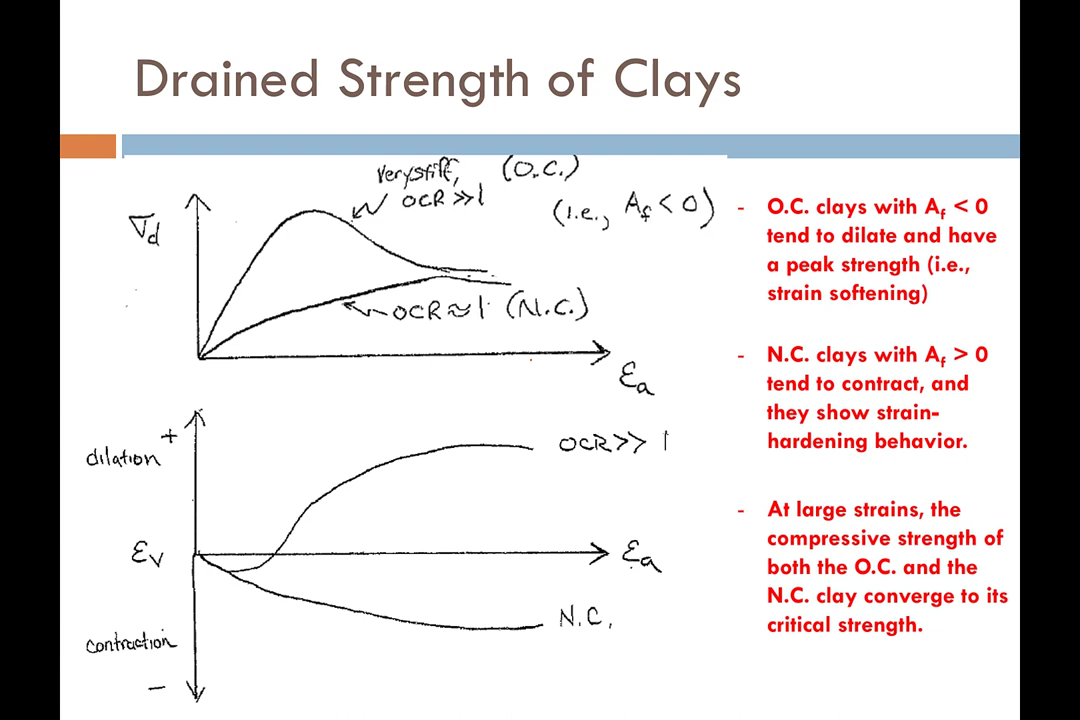 Drained Strength of Clays
very stiff, (O.C.)
OCR >> 1
(i.e., Af < 0)
σd
OCR ≈ 1 (N.C.)
εa
+
dilation
OCR >> 1
εv
εa
N.C.
contraction
−
- O.C. clays with Af < 0
tend to dilate and have
a peak strength (i.e.,
strain softening)
- N.C. clays with Af > 0
tend to contract, and
they show strain-
hardening behavior.
- At large strains, the
compressive strength of
both the O.C. and the
N.C. clay converge to its
critical strength.